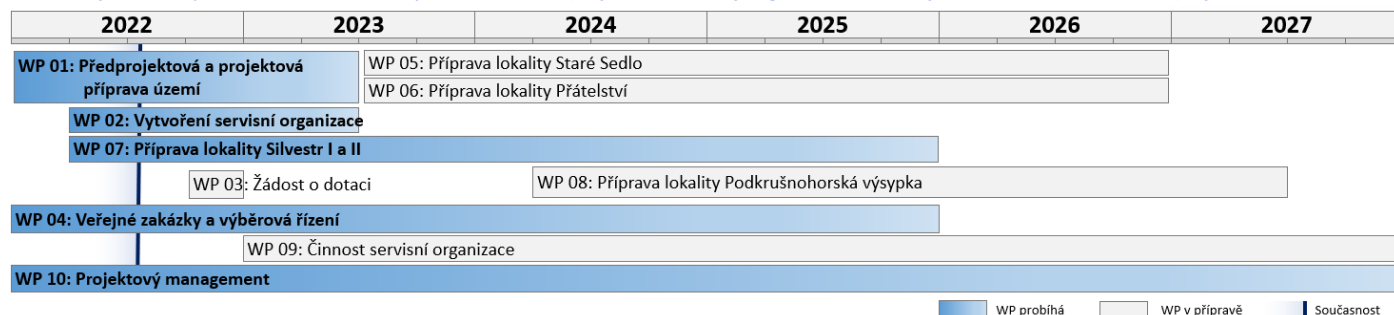 2022 2023 2024 2025 2026 2027
WP 01: Předprojektová a projektová
příprava území
WP 05: Příprava lokality Staré Sedlo
WP 06: Příprava lokality Přátelství
WP 02: Vytvoření servisní organizace
WP 07: Příprava lokality Silvestr I a II
WP 03: Žádost o dotaci
WP 08: Příprava lokality Podkrušnohorská výsypka
WP 04: Veřejné zakázky a výběrová řízení
WP 09: Činnost servisní organizace
WP 10: Projektový management
WP probíhá
WP v přípravě
Současnost